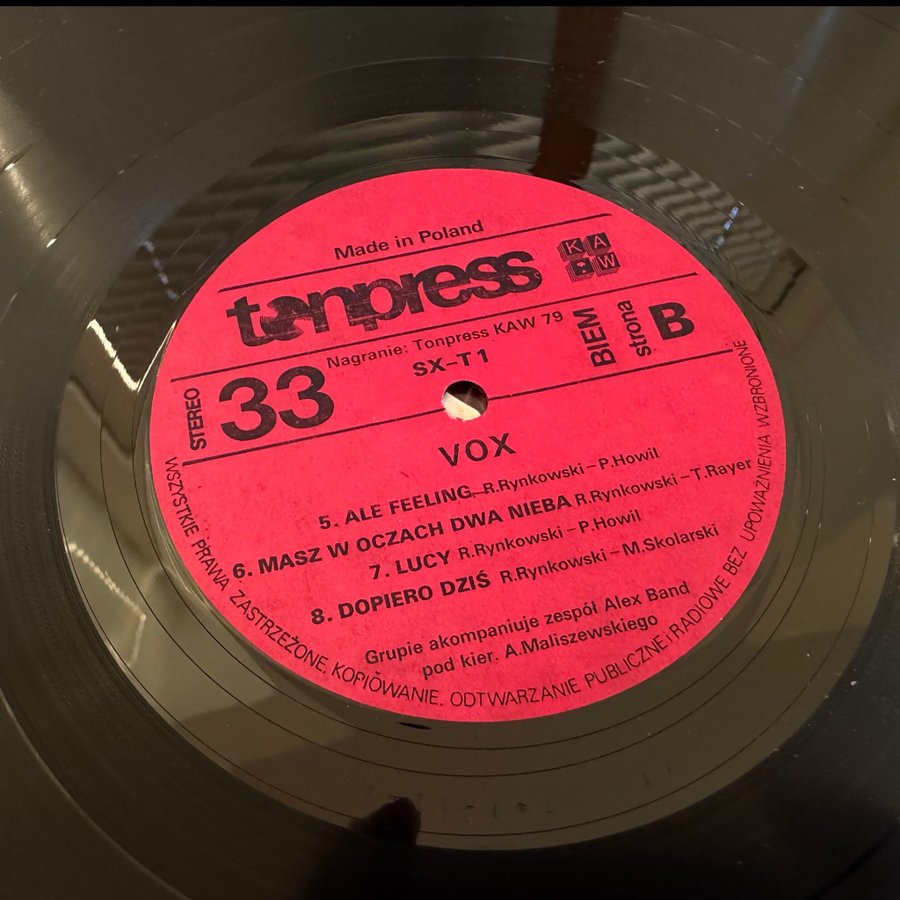 Made in Poland
tonpress KAW
Nagranie: Tonpress KAW 79
BIEM
strona B
STEREO 33
SX-T1
VOX
5. ALE FEELING–R.Rynkowski – P.Howil
6. MASZ W OCZACH DWA NIEBA R.Rynkowski – T.Rayer
7. LUCY R.Rynkowski – P.Howil
8. DOPIERO DZIŚ R.Rynkowski – M.Skolarski
Grupie akompaniuje zespół Alex Band
pod kier. A.Maliszewskiego
WSZYSTKIE PRAWA ZASTRZEŻONE. KOPIOWANIE. ODTWARZANIE PUBLICZNE i RADIOWE BEZ UPOWAŻNIENIA WZBRONIONE